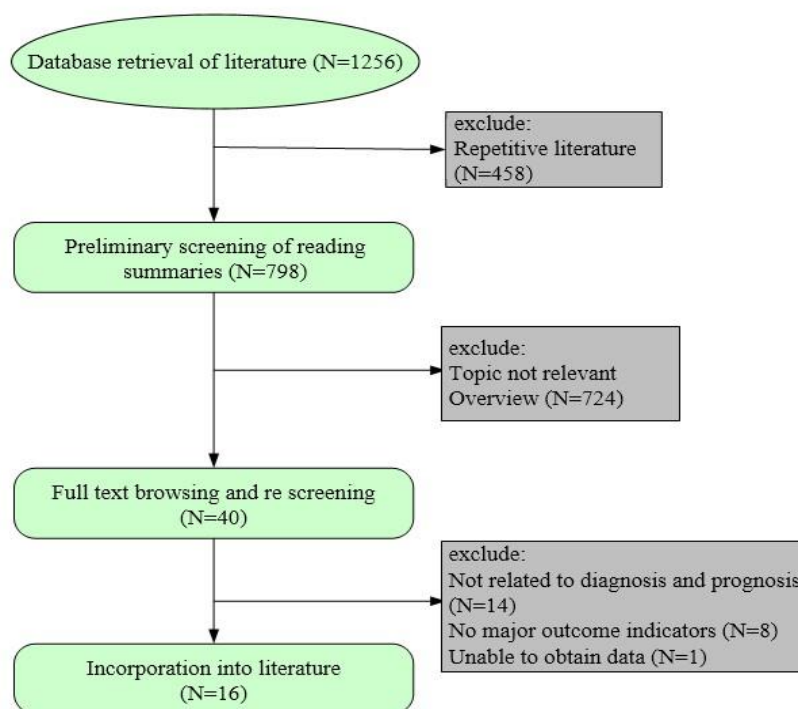 Database retrieval of literature (N=1256)
exclude:
Repetitive literature
(N=458)
Preliminary screening of reading
summaries (N=798)
exclude:
Topic not relevant
Overview (N=724)
Full text browsing and re screening
(N=40)
exclude:
Not related to diagnosis and prognosis
(N=14)
No major outcome indicators (N=8)
Unable to obtain data (N=1)
Incorporation into literature
(N=16)